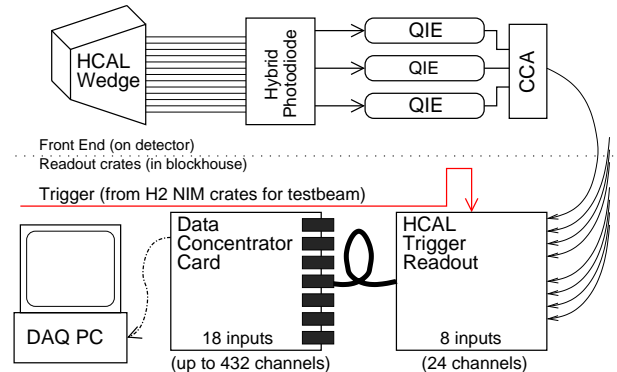 HCAL
Wedge
Hybrid
Photodiode
QIE
QIE
QIE
CCA
Front End (on detector)
Readout crates (in blockhouse)
Trigger (from H2 NIM crates for testbeam)
DAQ PC
Data
Concentrator
Card
18 inputs
(up to 432 channels)
HCAL
Trigger
Readout
8 inputs
(24 channels)